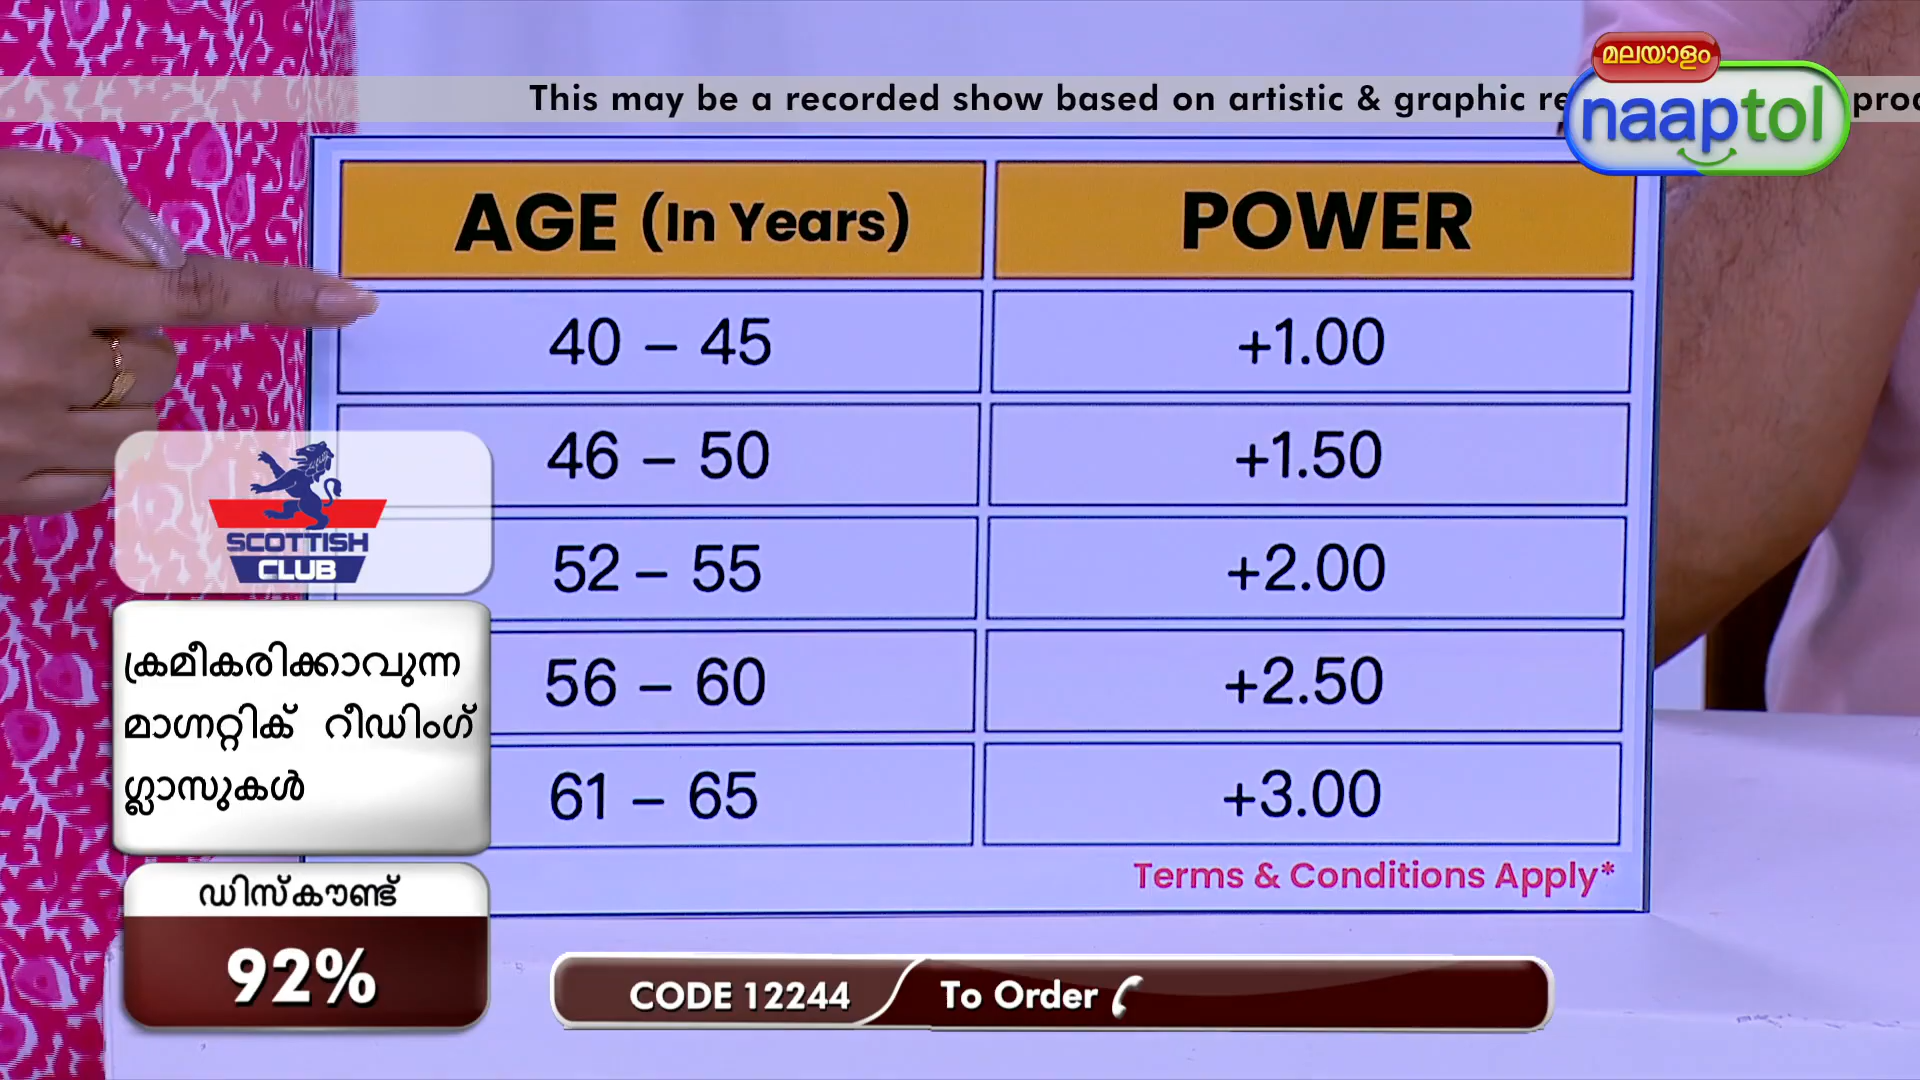 മലയാളം
naaptol
This may be a recorded show based on artistic & graphic
AGE (In Years) POWER
40 – 45 +1.00
46 – 50 +1.50
52 – 55 +2.00
56 – 60 +2.50
61 – 65 +3.00
Terms & Conditions Apply*
SCOTTISH
CLUB
ക്രമീകരിക്കാവുന്ന
മാഗ്നറ്റിക് റീഡിംഗ്
ഗ്ലാസുകൾ
ഡിസ്കൗണ്ട്
92%
CODE 12244 To Order